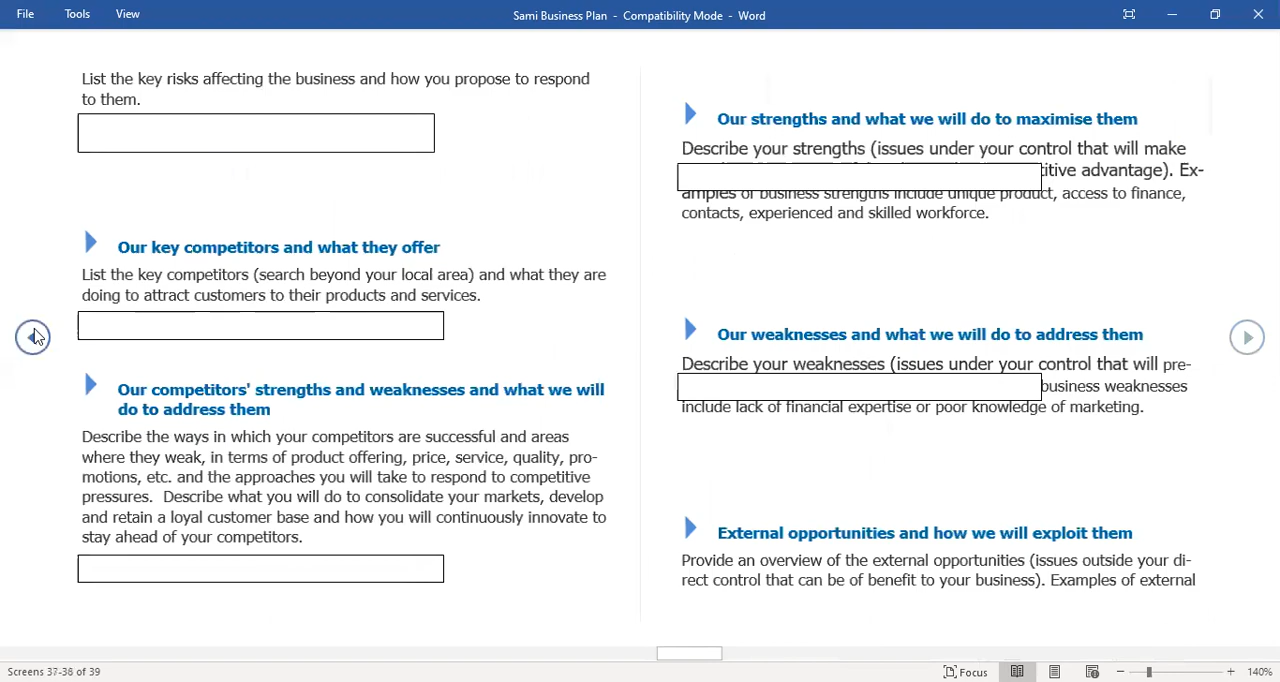 File Tools View
Sami Business Plan - Compatibility Mode - Word
List the key risks affecting the business and how you propose to respond
to them.
Our key competitors and what they offer
List the key competitors (search beyond your local area) and what they are
doing to attract customers to their products and services.
Our competitors' strengths and weaknesses and what we will
do to address them
Describe the ways in which your competitors are successful and areas
where they weak, in terms of product offering, price, service, quality, pro-
motions, etc. and the approaches you will take to respond to competitive
pressures. Describe what you will do to consolidate your markets, develop
and retain a loyal customer base and how you will continuously innovate to
stay ahead of your competitors.
Our strengths and what we will do to maximise them
Describe your strengths (issues under your control that will make
titive advantage). Ex-
amples of business strengths include unique product, access to finance,
contacts, experienced and skilled workforce.
Our weaknesses and what we will do to address them
Describe your weaknesses (issues under your control that will pre-
business weaknesses
include lack of financial expertise or poor knowledge of marketing.
External opportunities and how we will exploit them
Provide an overview of the external opportunities (issues outside your di-
rect control that can be of benefit to your business). Examples of external
Screens 37-38 of 39
Focus
140%